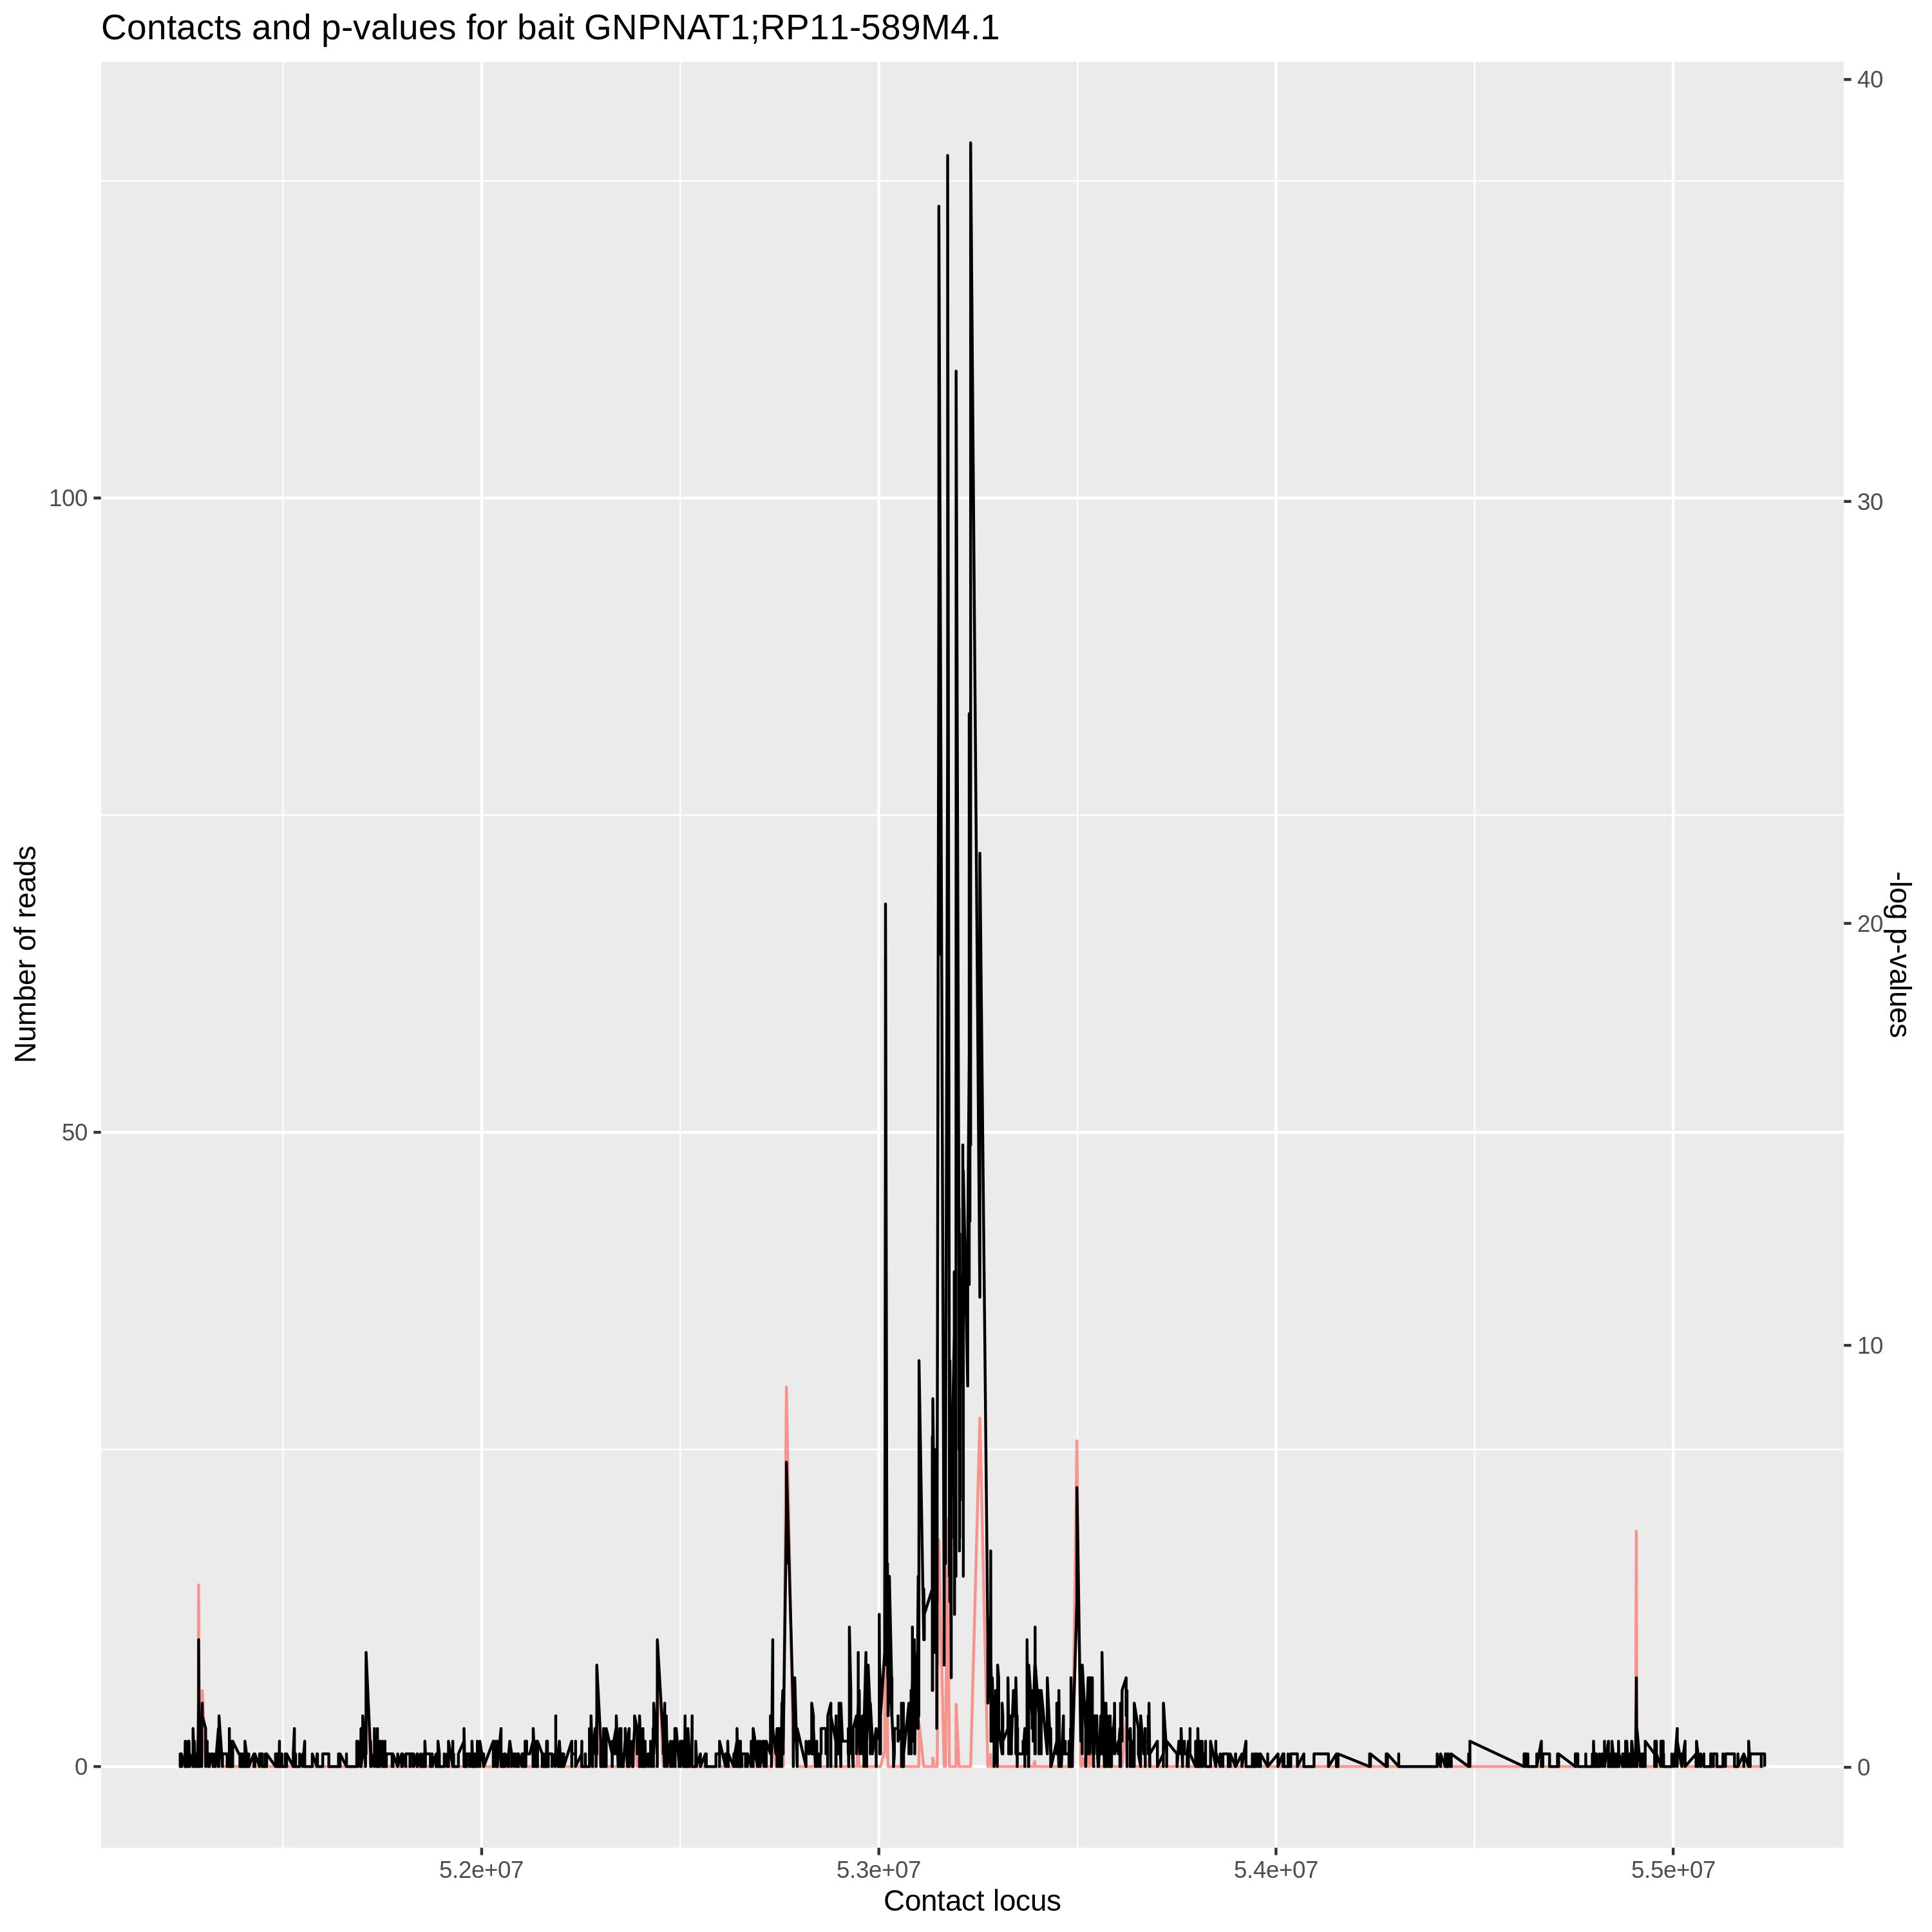 Contacts and p-values for bait GNPNAT1;RP11-589M4.1
40
100
30
20
50
10
0
0
Number of reads
-log p-values
5.2e+07
5.3e+07
5.4e+07
5.5e+07
Contact locus